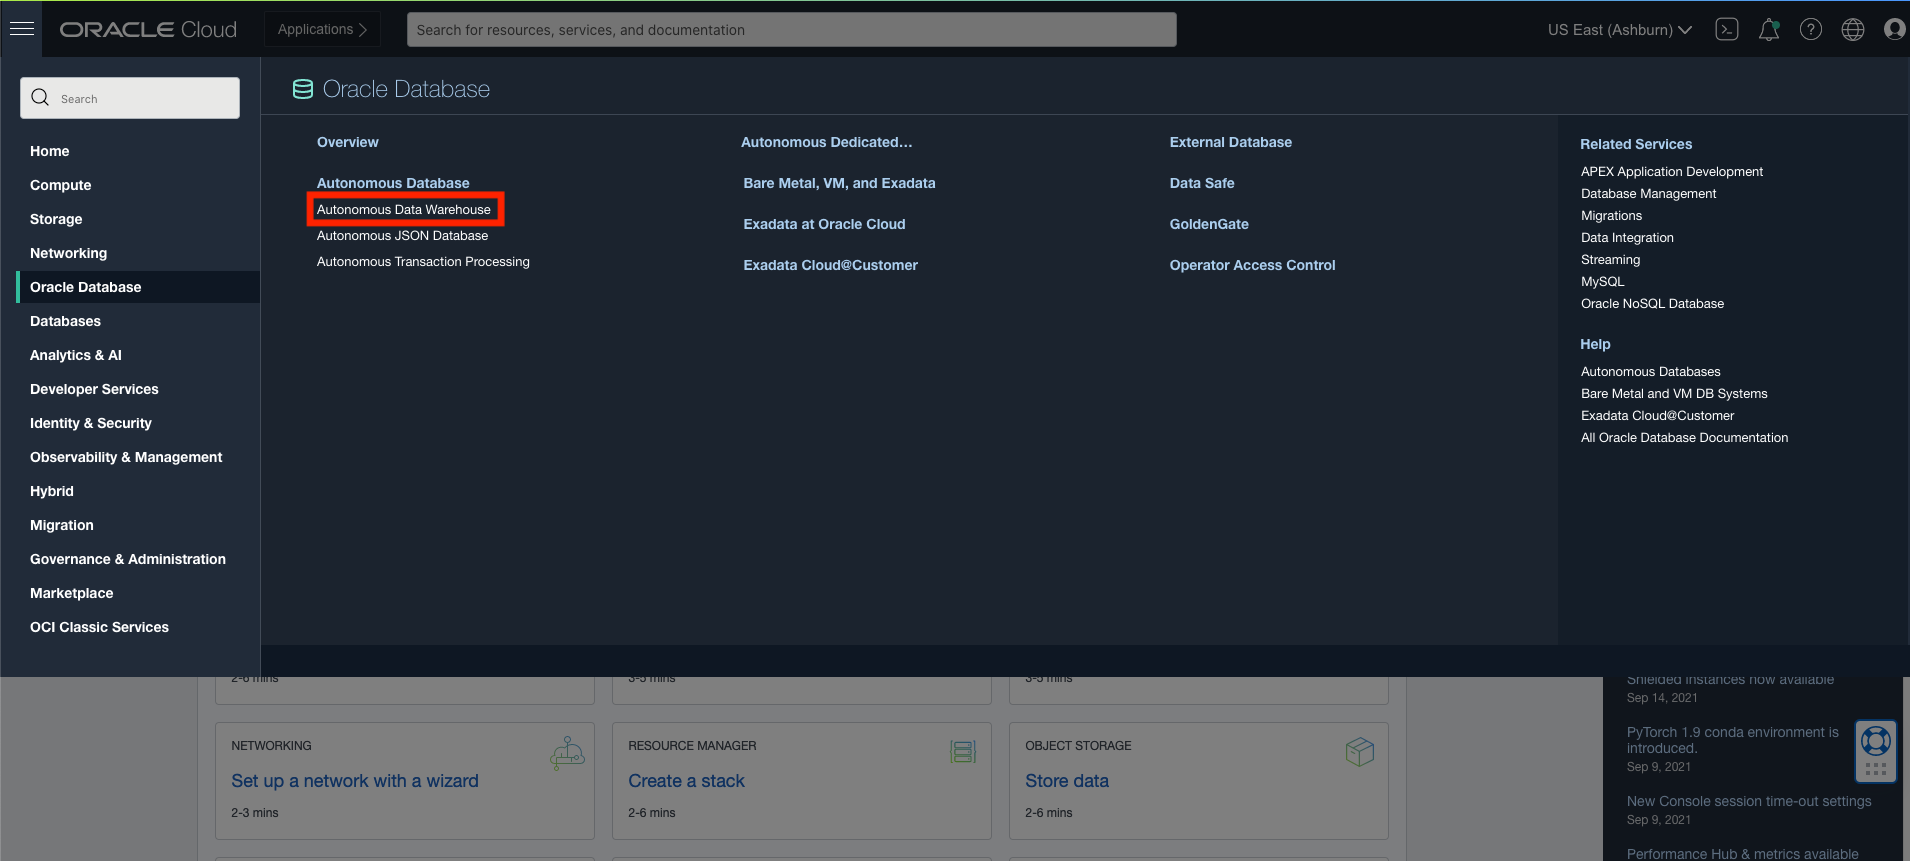 ORACLE Cloud
Applications
Search for resources, services, and documentation
US East (Ashburn)
Search
Home
Compute
Storage
Networking
Oracle Database
Databases
Analytics & AI
Developer Services
Identity & Security
Observability & Management
Hybrid
Migration
Governance & Administration
Marketplace
OCI Classic Services
Oracle Database
Overview
Autonomous Database
Autonomous Data Warehouse
Autonomous JSON Database
Autonomous Transaction Processing
Autonomous Dedicated...
Bare Metal, VM, and Exadata
Exadata at Oracle Cloud
Exadata Cloud@Customer
External Database
Data Safe
GoldenGate
Operator Access Control
Related Services
APEX Application Development
Database Management
Migrations
Data Integration
Streaming
MySQL
Oracle NoSQL Database
Help
Autonomous Databases
Bare Metal and VM DB Systems
Exadata Cloud@Customer
All Oracle Database Documentation
2-6 mins
3-5 mins
3-5 mins
NETWORKING
Set up a network with a wizard
2-3 mins
RESOURCE MANAGER
Create a stack
2-6 mins
OBJECT STORAGE
Store data
2-6 mins
Shielded instances now available
Sep 14, 2021
PyTorch 1.9 conda environment is
introduced.
Sep 9, 2021
New Console session time-out settings
Sep 9, 2021
Performance Hub & metrics available